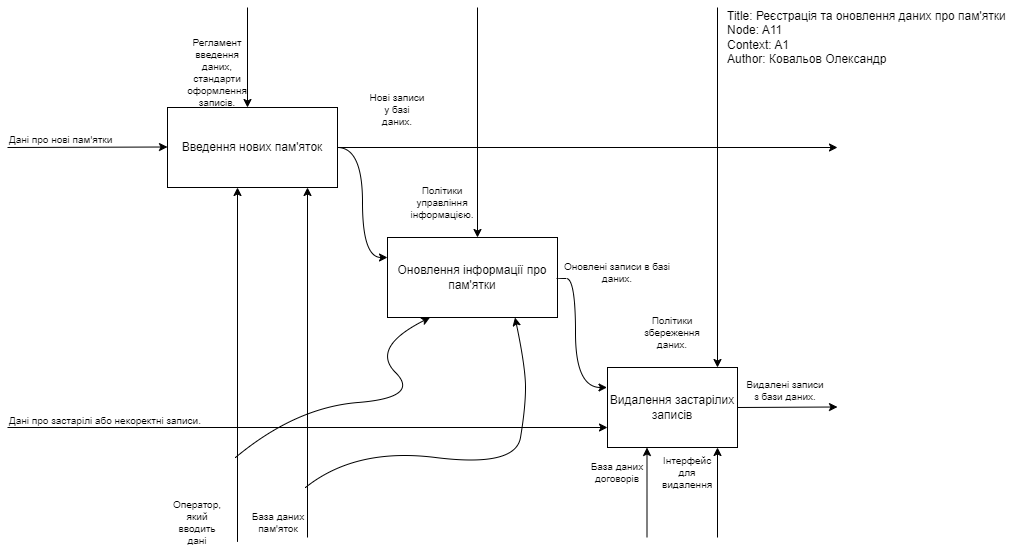 Title: Реєстрація та оновлення даних про пам'ятки
Node: A11
Context: A1
Author: Ковальов Олександр
Регламент
введення
даних,
стандарти
оформлення
записів.
Нові записи
у базі
даних.
Дані про нові пам'ятки
Введення нових пам'яток
Політики
управління
інформацією.
Оновлення інформації про
пам'ятки
Оновлені записи в базі
даних.
Політики
збереження
даних.
Видалення застарілих
записів
Видалені записи
з бази даних.
Дані про застарілі або некоректні записи.
База даних
договорів
Інтерфейс
для
видалення
Оператор,
який
вводить
дані
База даних
пам'яток